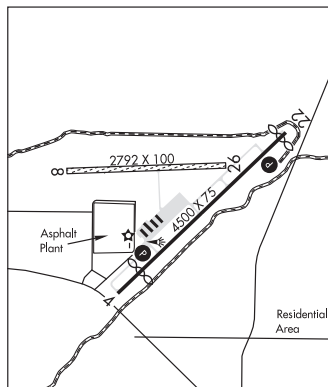 22
2792 X 100
8
26
P
4500 X 75
Asphalt
Plant
P
4
Residential
Area